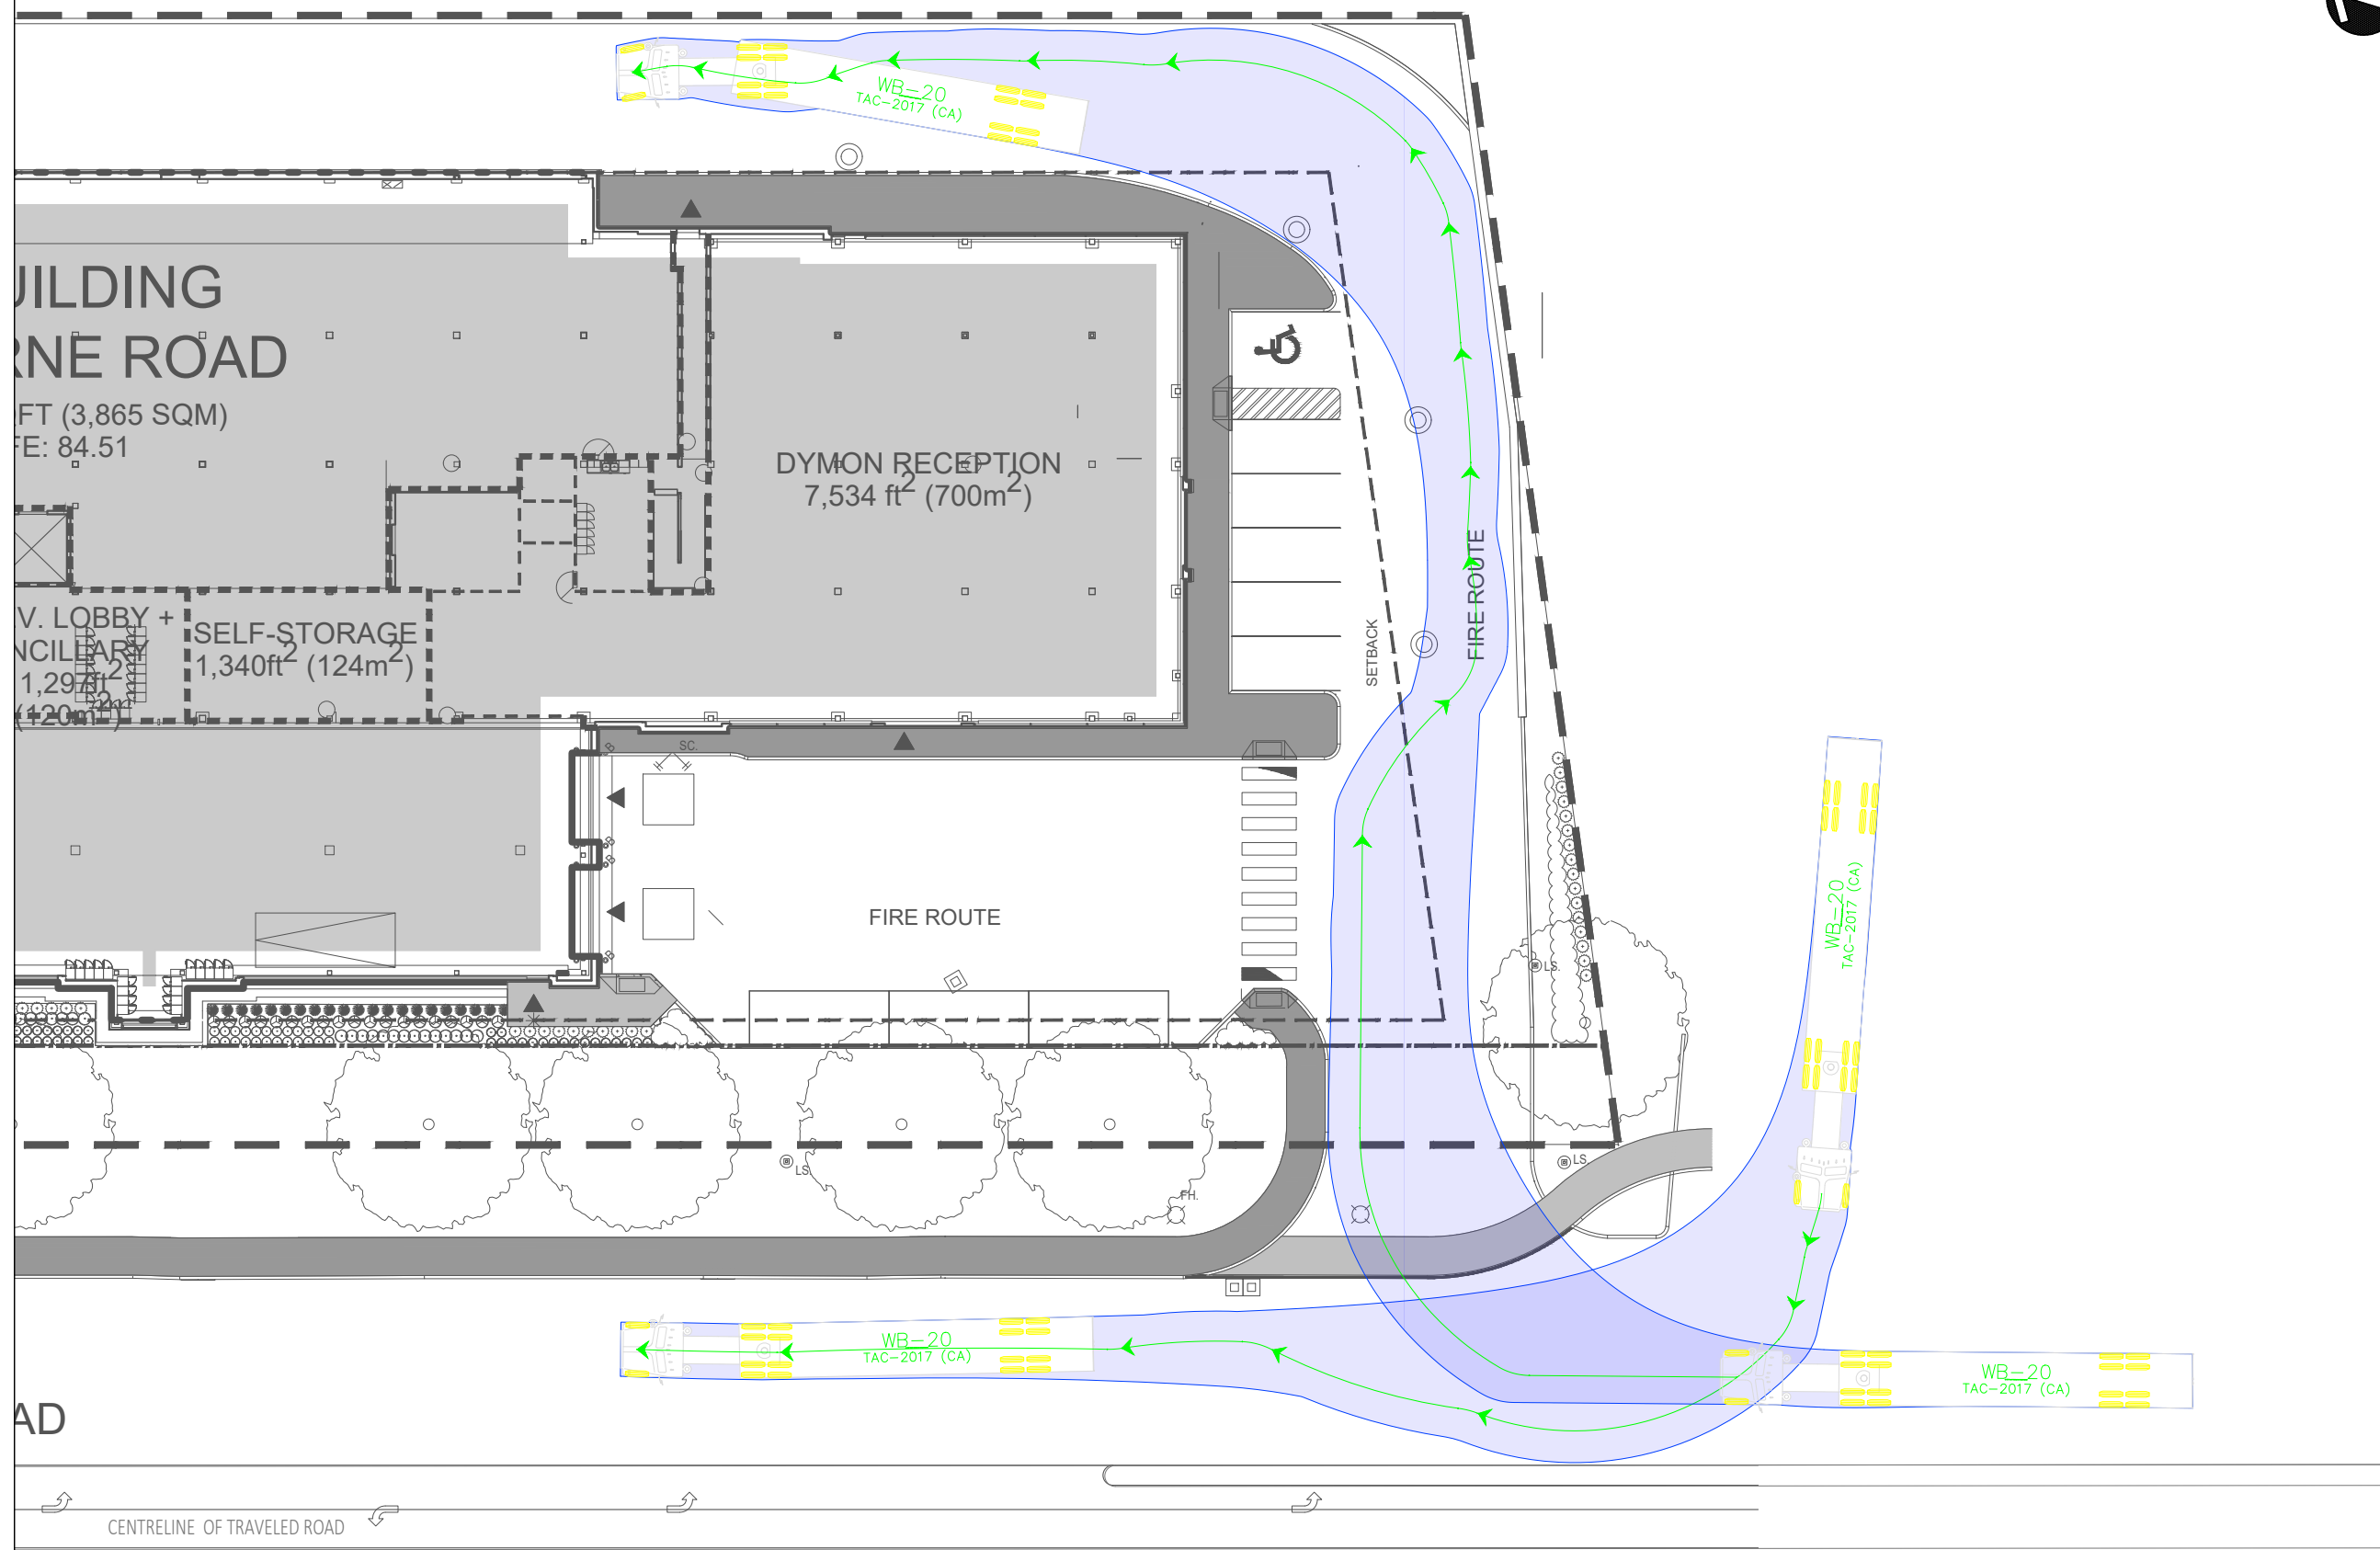 WB-20
TAC-2017 (CA)
UILDING
RNE ROAD
FT (3,865 SQM)
FE: 84.51
DYMON RECEPTION
7,534 ft2 (700m2)
FIRE ROUTE
SETBACK
V. LOBBY +
NCILLARY
1,297ft2
(120m2)
SELF-STORAGE
1,340ft2 (124m2)
SC.
B
B
B
B
FIRE ROUTE
WB-20
TAC-2017 (CA)
LS.
LS
LS
FH.
WB-20
TAC-2017 (CA)
WB-20
TAC-2017 (CA)
AD
CENTRELINE OF TRAVELED ROAD